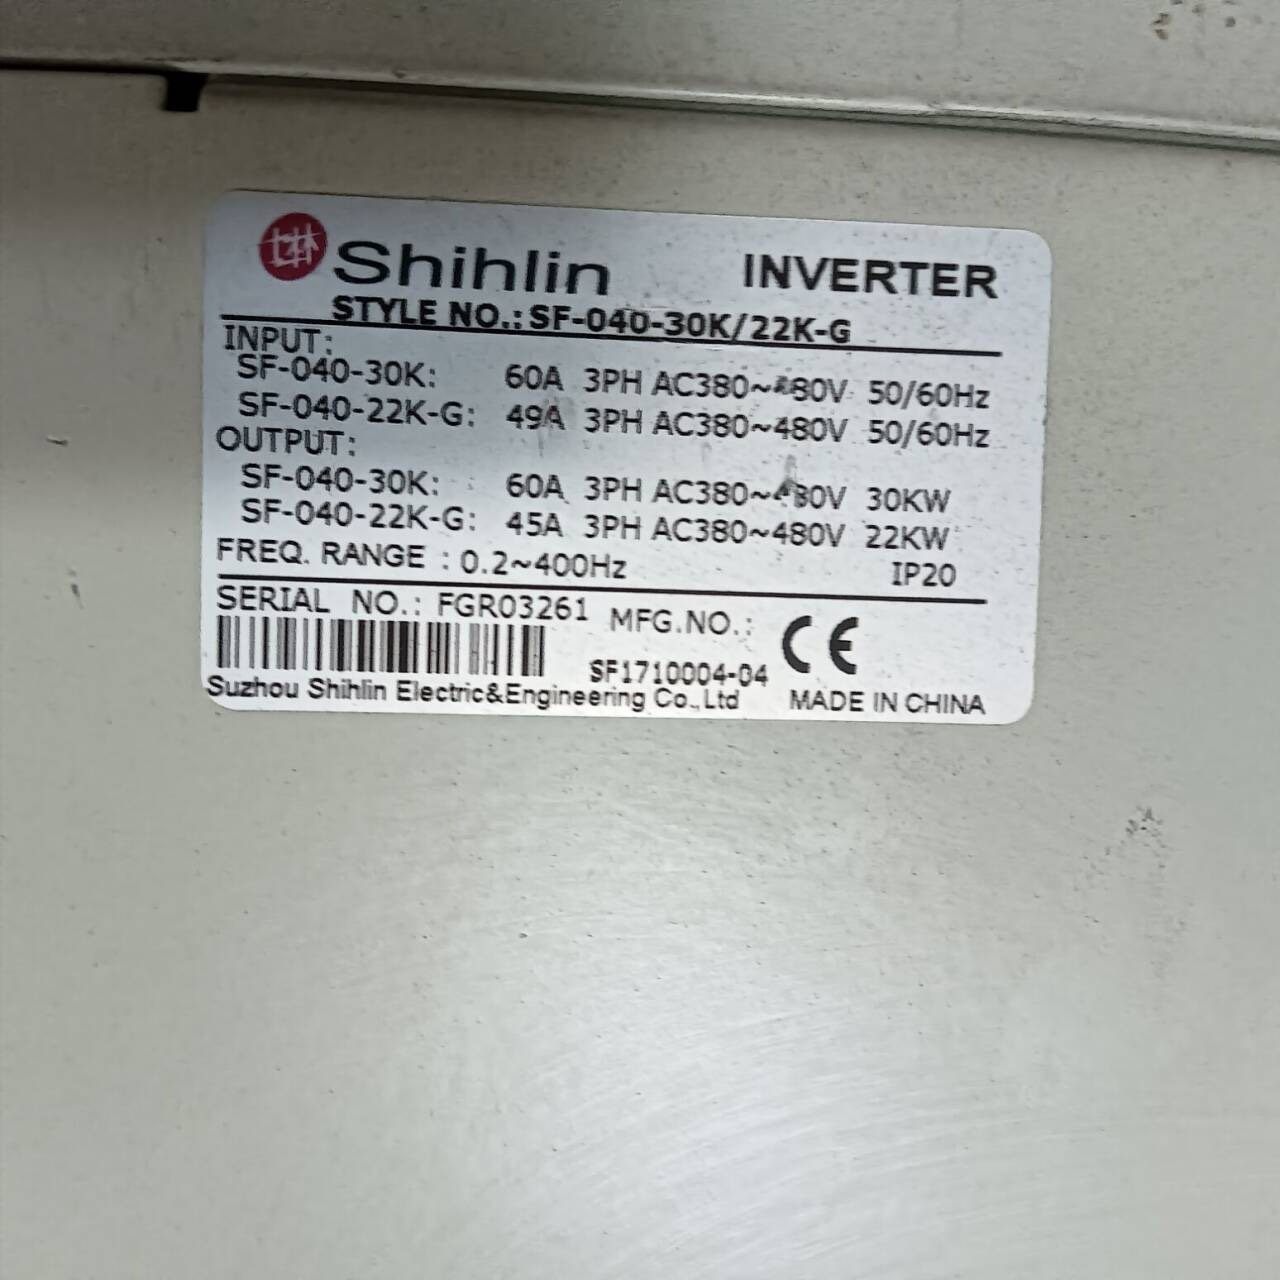 Shihlin INVERTER
STYLE NO.: SF-040-30K/22K-G
INPUT:
SF-040-30K: 60A 3PH AC380~480V 50/60Hz
SF-040-22K-G: 49A 3PH AC380~480V 50/60Hz
OUTPUT:
SF-040-30K: 60A 3PH AC380~480V 30KW
SF-040-22K-G: 45A 3PH AC380~480V 22KW
FREQ. RANGE : 0.2~400Hz IP20
SERIAL NO.: FGR03261 MFG.NO.: CE
SF1710004-04
Suzhou Shihlin Electric&Engineering Co.,Ltd MADE IN CHINA